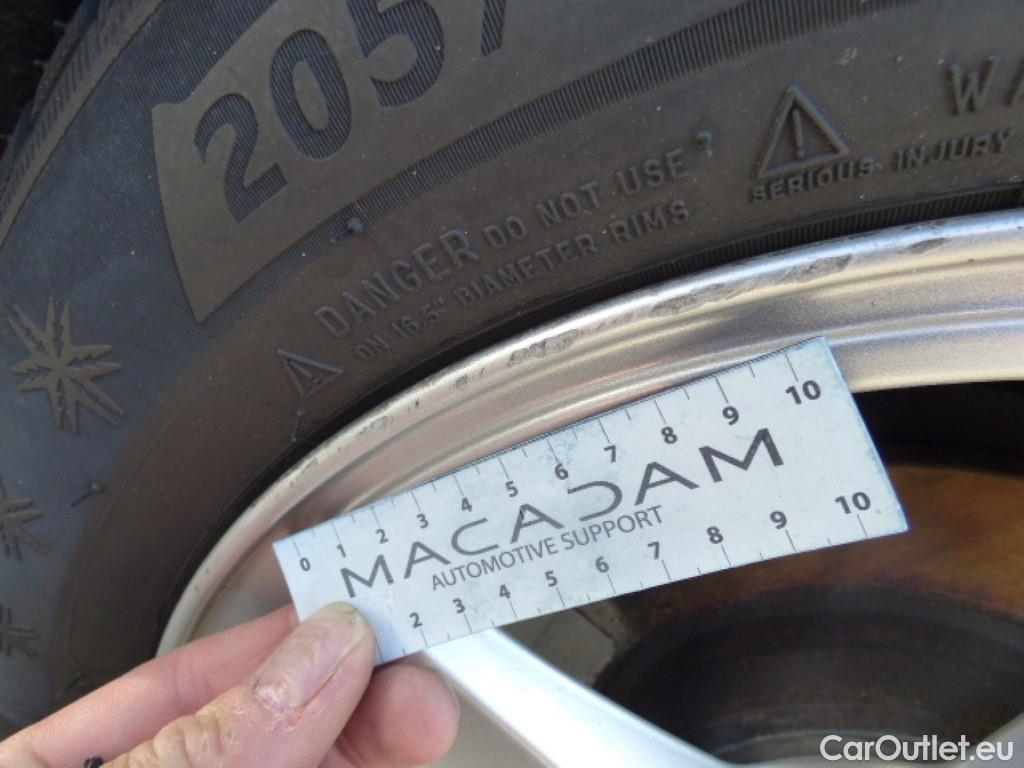 205/
WA
SERIOUS INJURY
DANGER DO NOT USE
ON 16.5" DIAMETER RIMS
0 1 2 3 4 5 6 7 8 9 10
MACADAM
AUTOMOTIVE SUPPORT
2 3 4 5 6 7 8 9 10
CarOutlet.eu